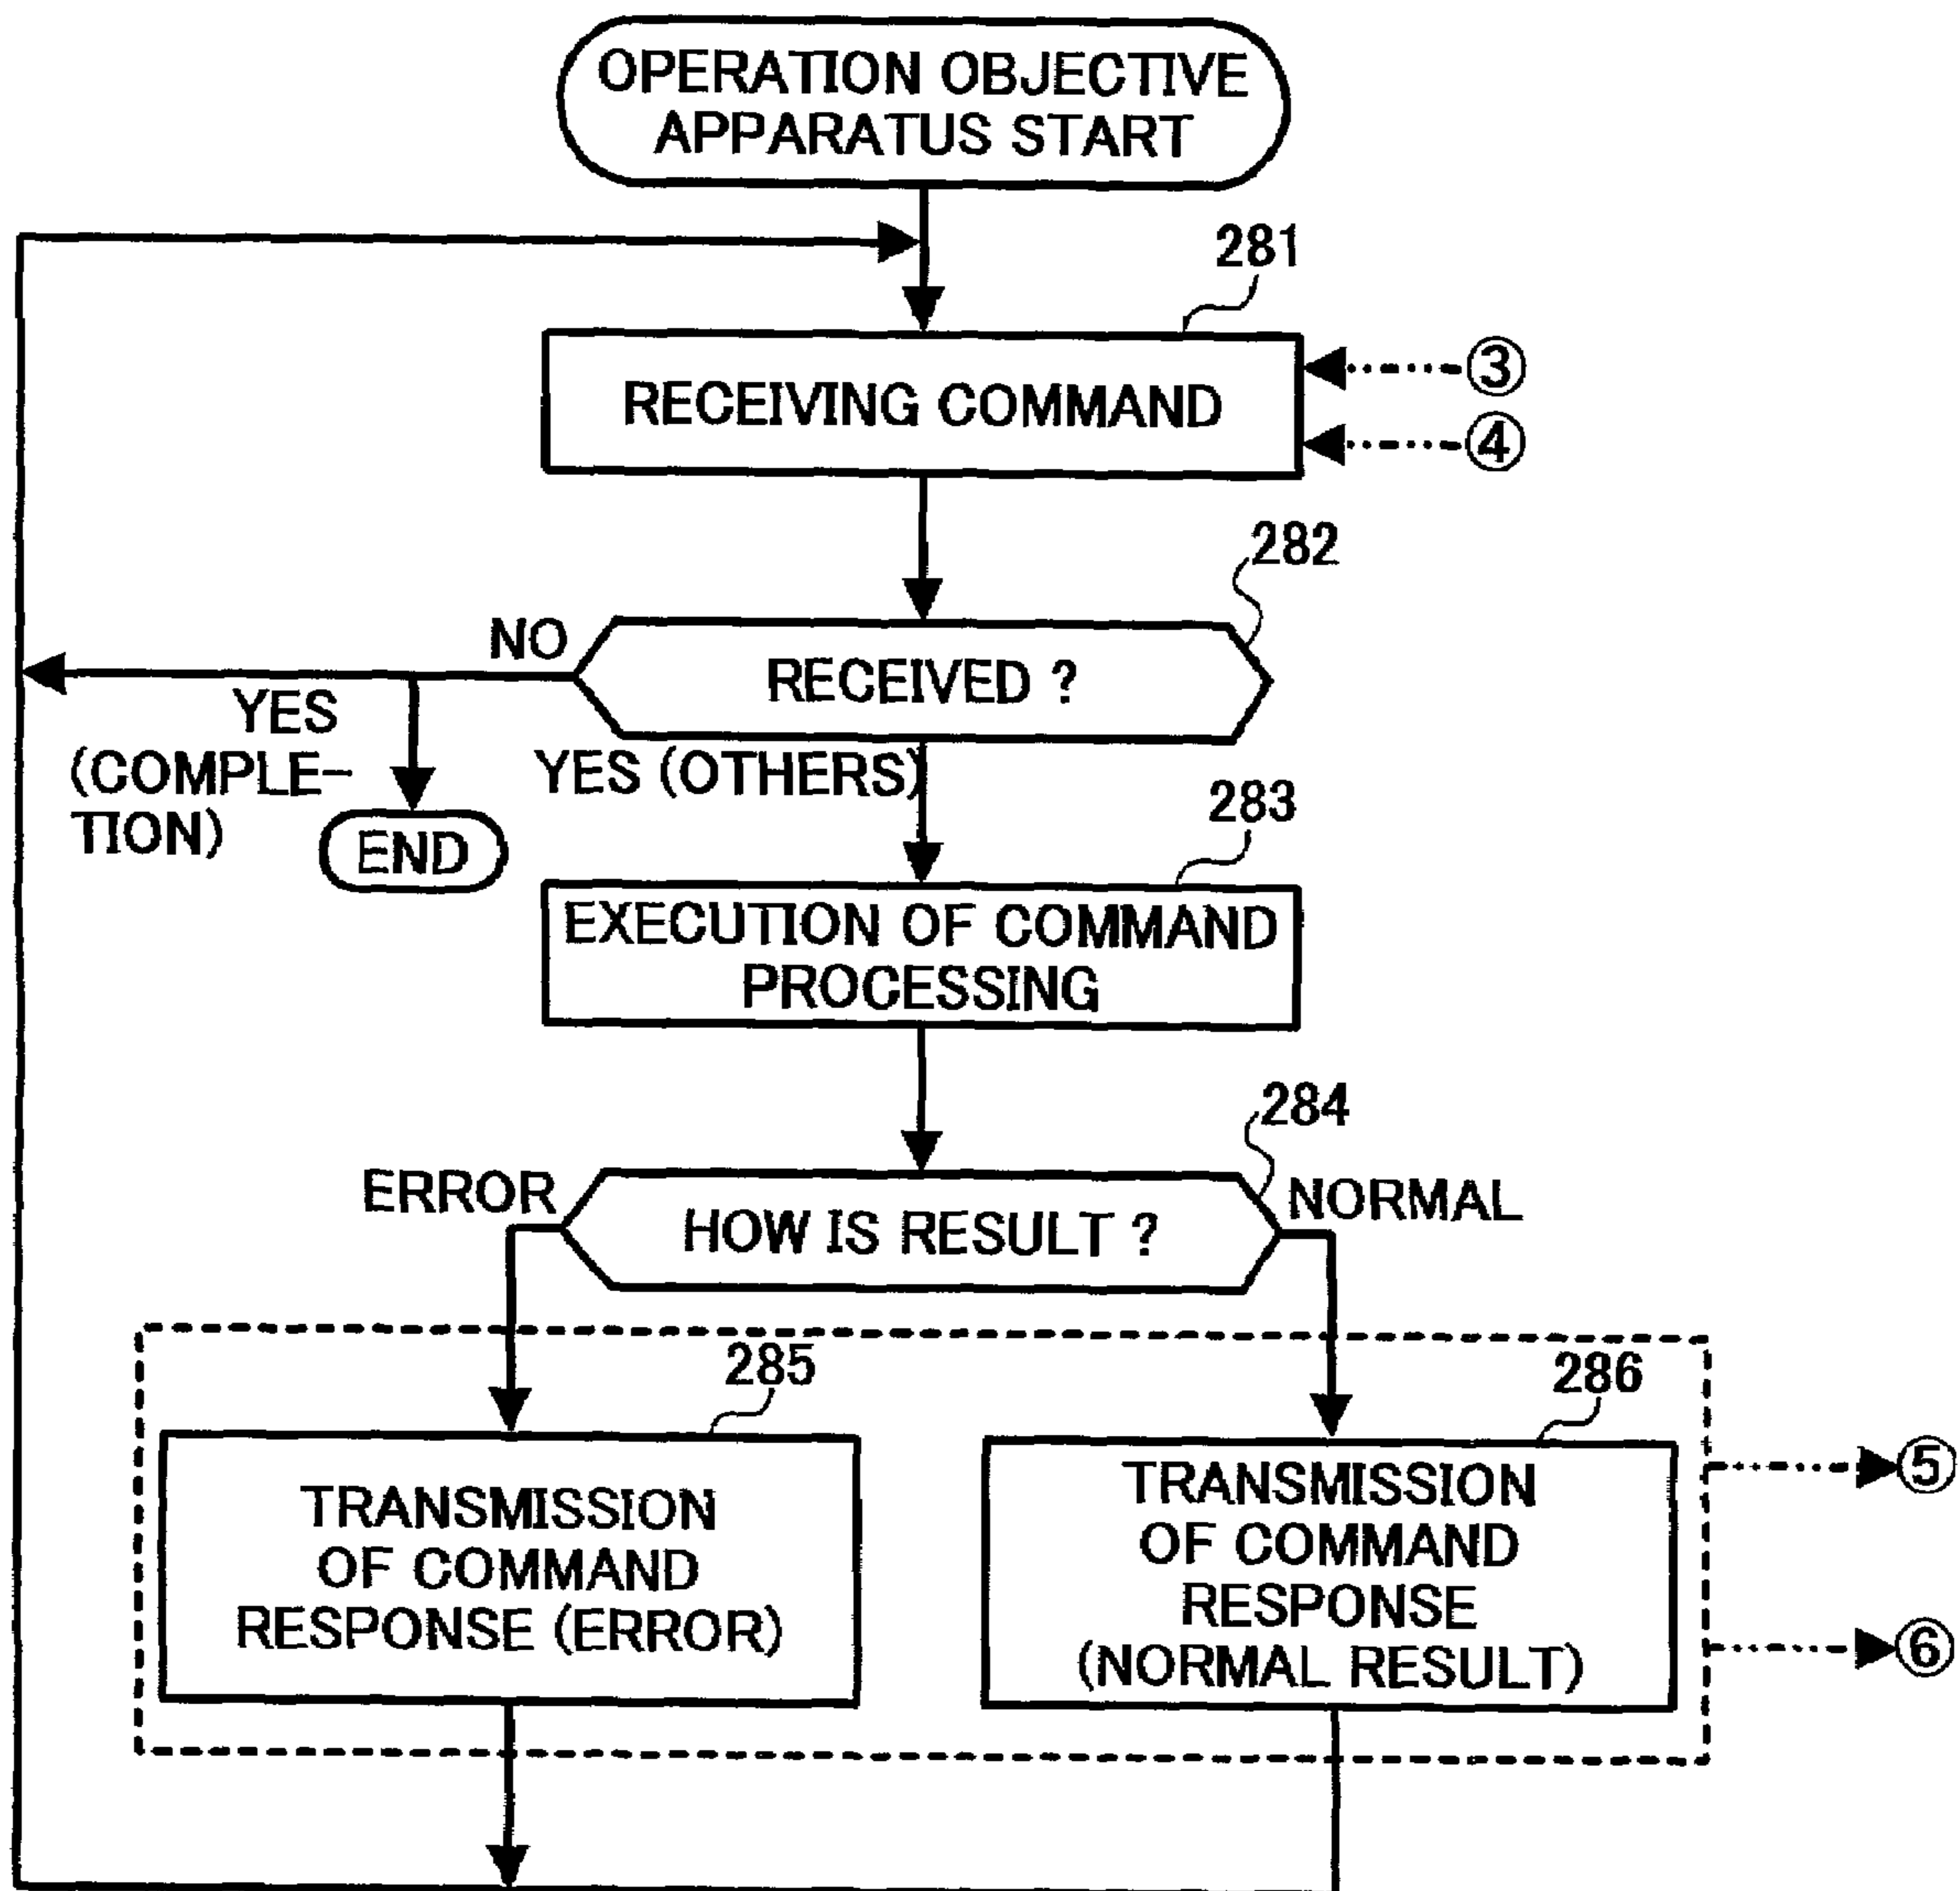 OPERATION OBJECTIVE
APPARATUS START
281
RECEIVING COMMAND
③
④
282
NO
RECEIVED ?
YES
(COMPLE-
TION)
YES (OTHERS)
END
283
EXECUTION OF COMMAND
PROCESSING
284
ERROR
HOW IS RESULT ?
NORMAL
285
TRANSMISSION
OF COMMAND
RESPONSE (ERROR)
286
TRANSMISSION
OF COMMAND
RESPONSE
(NORMAL RESULT)
⑤
⑥